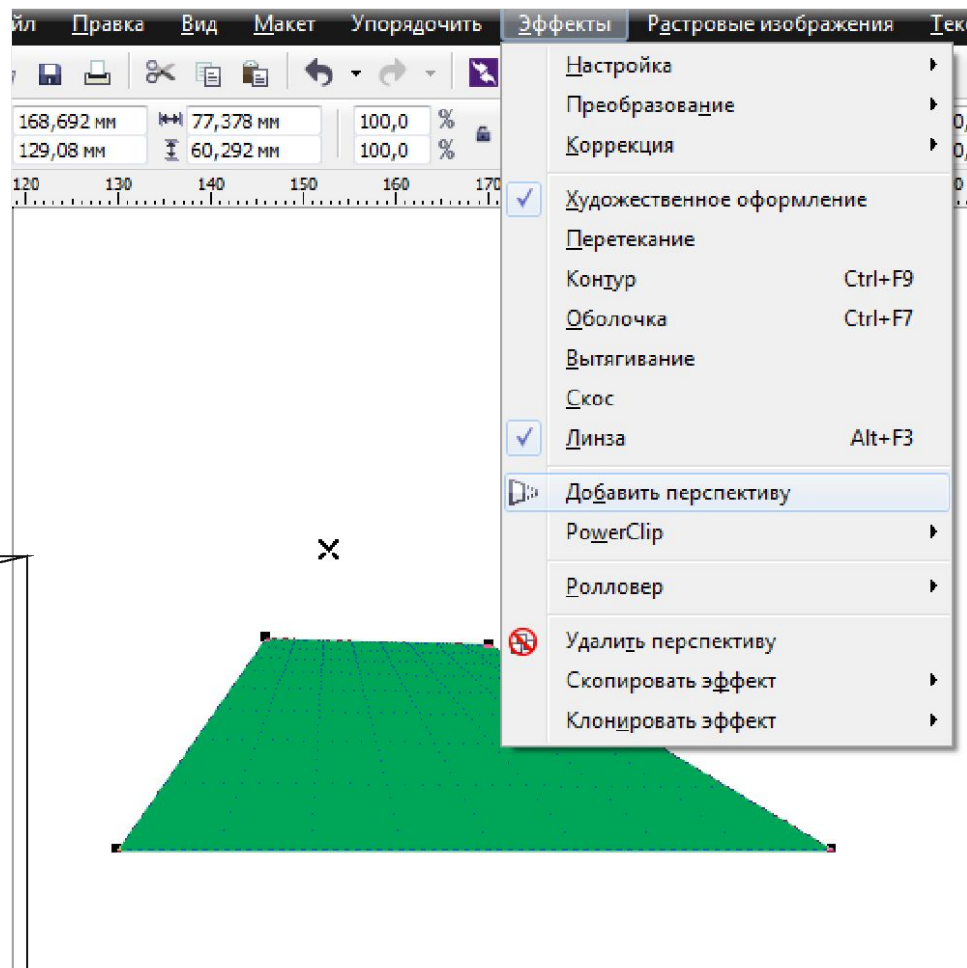 йл Правка Вид Макет Упорядочить Эффекты Растровые изображения Тек
168,692 мм 77,378 мм 100,0 %
129,08 мм 60,292 мм 100,0 %
120 130 140 150 160 170
Настройка
Преобразование
Коррекция
Художественное оформление
Перетекание
Контур Ctrl+F9
Оболочка Ctrl+F7
Вытягивание
Скос
Линза Alt+F3
Добавить перспективу
PowerClip
Ролловер
Удалить перспективу
Скопировать эффект
Клонировать эффект